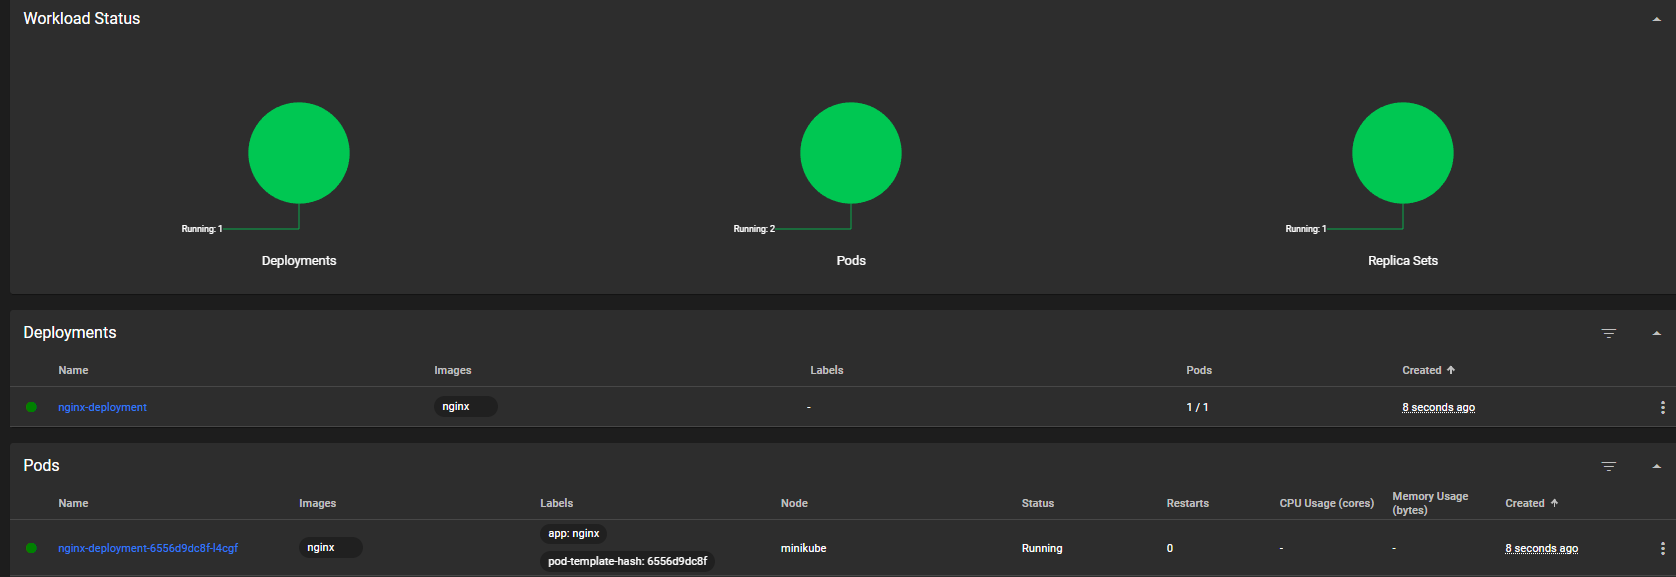 Workload Status
Running: 1
Running: 2
Running: 1
Deployments
Pods
Replica Sets
Deployments
Name Images Labels Pods Created
nginx-deployment nginx - 1 / 1 8 seconds ago
Pods
Name Images Labels Node Status Restarts CPU Usage (cores) Memory Usage (bytes) Created
nginx-deployment-6556d9dc8f-l4cgf nginx app: nginx minikube Running 0 - - 8 seconds ago
pod-template-hash: 6556d9dc8f